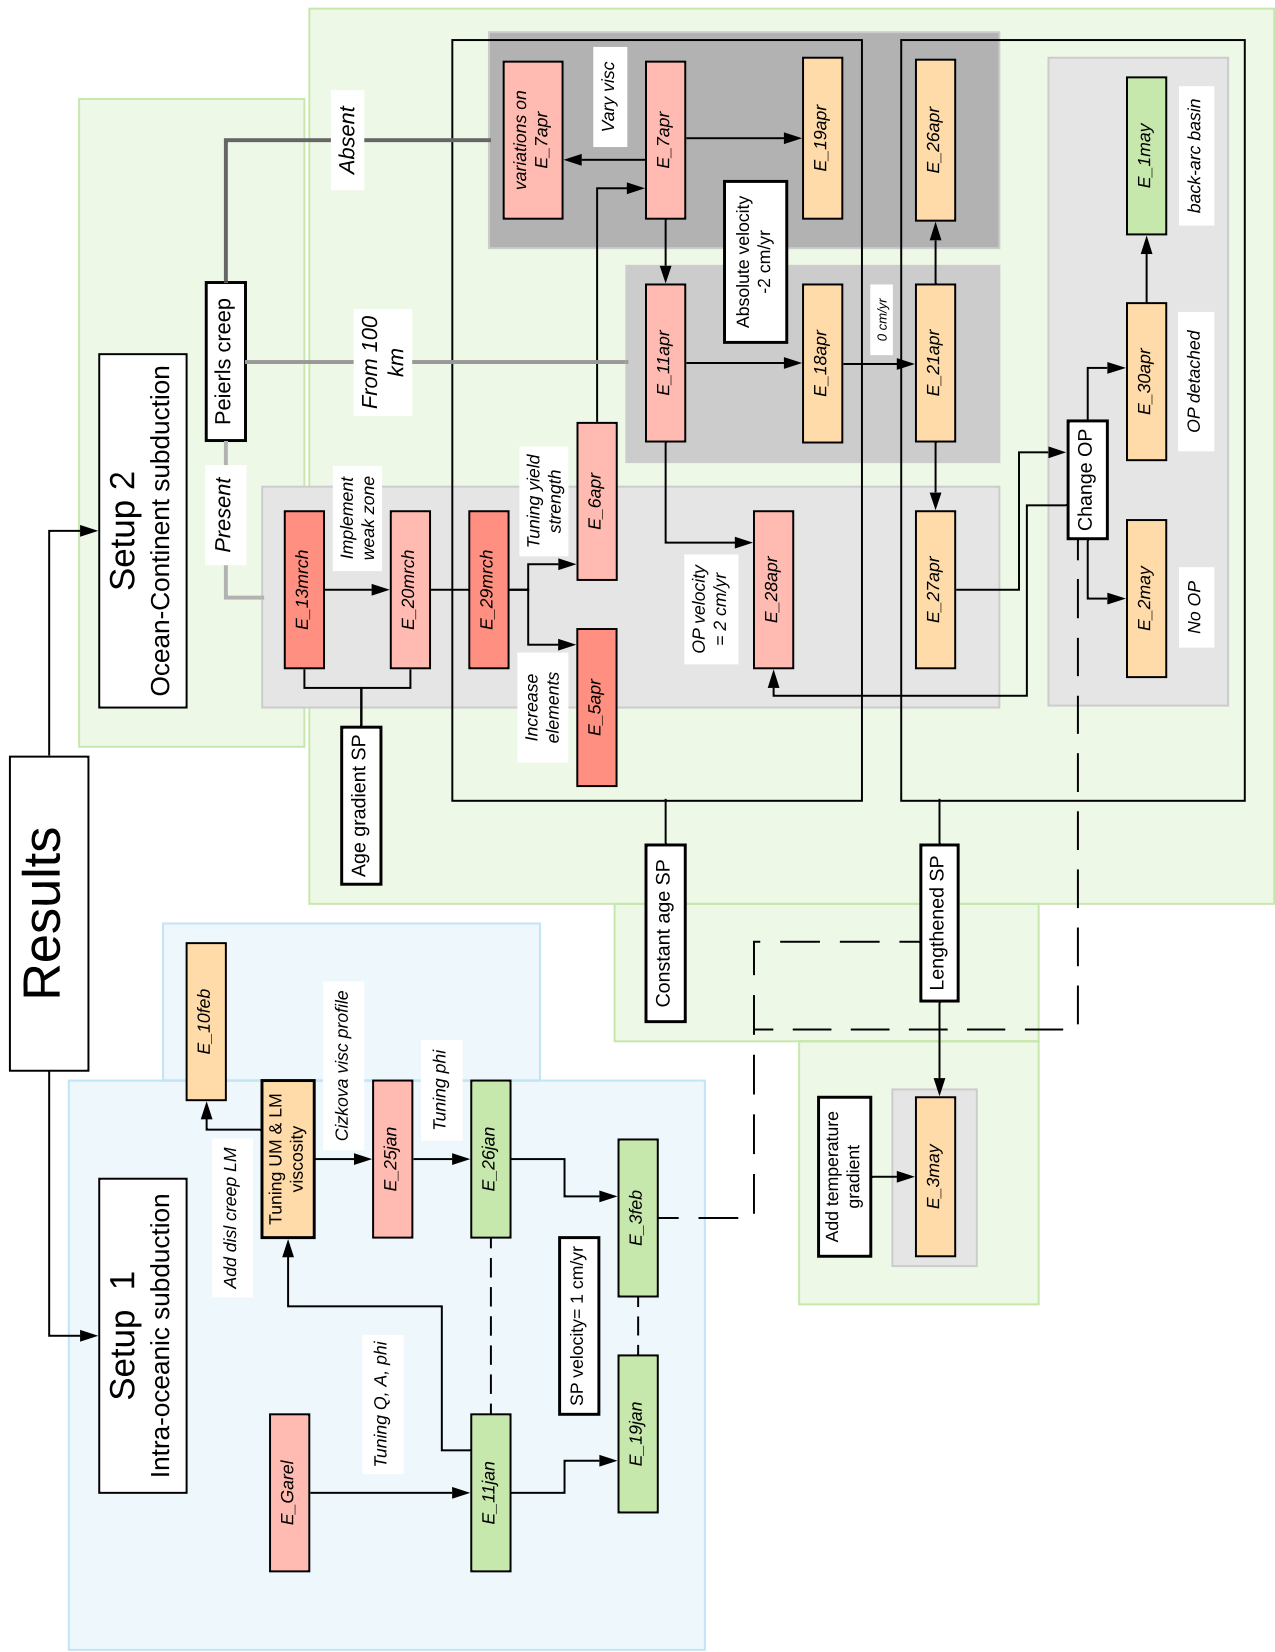 Results
Setup  1
Intra-oceanic subduction
Setup 2
Ocean-Continent subduction
E_10feb
Add disl creep LM
Tuning UM & LM
viscosity
Cizkova visc profile
E_25jan
Tuning phi
E_26jan
E_Garel
Tuning Q, A, phi
E_11jan
SP velocity= 1 cm/yr
E_3feb
E_19jan
Peierls creep
Present
From 100
km
Absent
E_13mrch
Implement
weak zone
E_20mrch
Age gradient SP
E_29mrch
Tuning yield
strength
Increase
elements
E_6apr
E_5apr
variations on
E_7apr
Vary visc
E_7apr
E_11apr
Absolute velocity
-2 cm/yr
OP velocity
= 2 cm/yr
E_28apr
E_19apr
E_18apr
0 cm/yr
E_26apr
E_21apr
E_27apr
Constant age SP
Lengthened SP
Change OP
E_1may
back-arc basin
E_30apr
OP detached
E_2may
No OP
Add temperature
gradient
E_3may